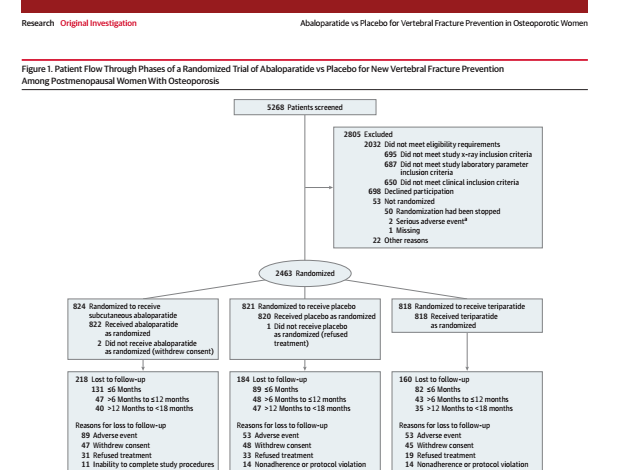 Research Original Investigation
Abaloparatide vs Placebo for Vertebral Fracture Prevention in Osteoporotic Women
Figure 1. Patient Flow Through Phases of a Randomized Trial of Abaloparatide vs Placebo for New Vertebral Fracture Prevention
Among Postmenopausal Women With Osteoporosis
5268 Patients screened
2805 Excluded
2032 Did not meet eligibility requirements
695 Did not meet study x-ray inclusion criteria
687 Did not meet study laboratory parameter
inclusion criteria
650 Did not meet clinical inclusion criteria
698 Declined participation
53 Not randomized
50 Randomization had been stopped
2 Serious adverse eventa
1 Missing
22 Other reasons
2463 Randomized
824 Randomized to receive
subcutaneous abaloparatide
822 Received abaloparatide
as randomized
2 Did not receive abaloparatide
as randomized (withdrew consent)
821 Randomized to receive placebo
820 Received placebo as randomized
1 Did not receive placebo
as randomized (refused
treatment)
818 Randomized to receive teriparatide
818 Received teriparatide
as randomized
218 Lost to follow-up
131 ≤6 Months
47 >6 Months to ≤12 months
40 >12 Months to <18 months
Reasons for loss to follow-up
89 Adverse event
47 Withdrew consent
31 Refused treatment
11 Inability to complete study procedures
184 Lost to follow-up
89 ≤6 Months
48 >6 Months to ≤12 months
47 >12 Months to <18 months
Reasons for loss to follow-up
53 Adverse event
48 Withdrew consent
33 Refused treatment
14 Nonadherence or protocol violation
160 Lost to follow-up
82 ≤6 Months
43 >6 Months to ≤12 months
35 >12 Months to <18 months
Reasons for loss to follow-up
53 Adverse event
45 Withdrew consent
19 Refused treatment
14 Nonadherence or protocol violation